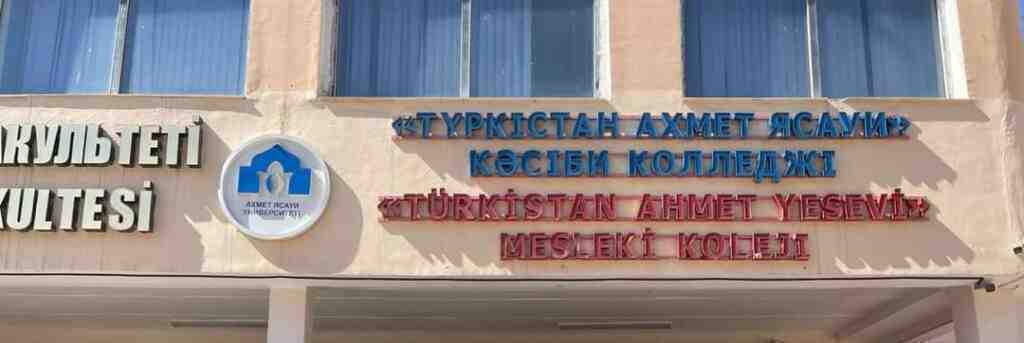 АКУЛЬТЕТІ
KULTESİ
АХМЕТ ЯСАУИ
УНИВЕРСИТЕТІ
«ТҮРКІСТАН АХМЕТ ЯСАУИ»
КӘСІБИ КОЛЛЕДЖІ
«TÜRKİSTAN AHMET YESEVİ»
MESLEKİ KOLEJI